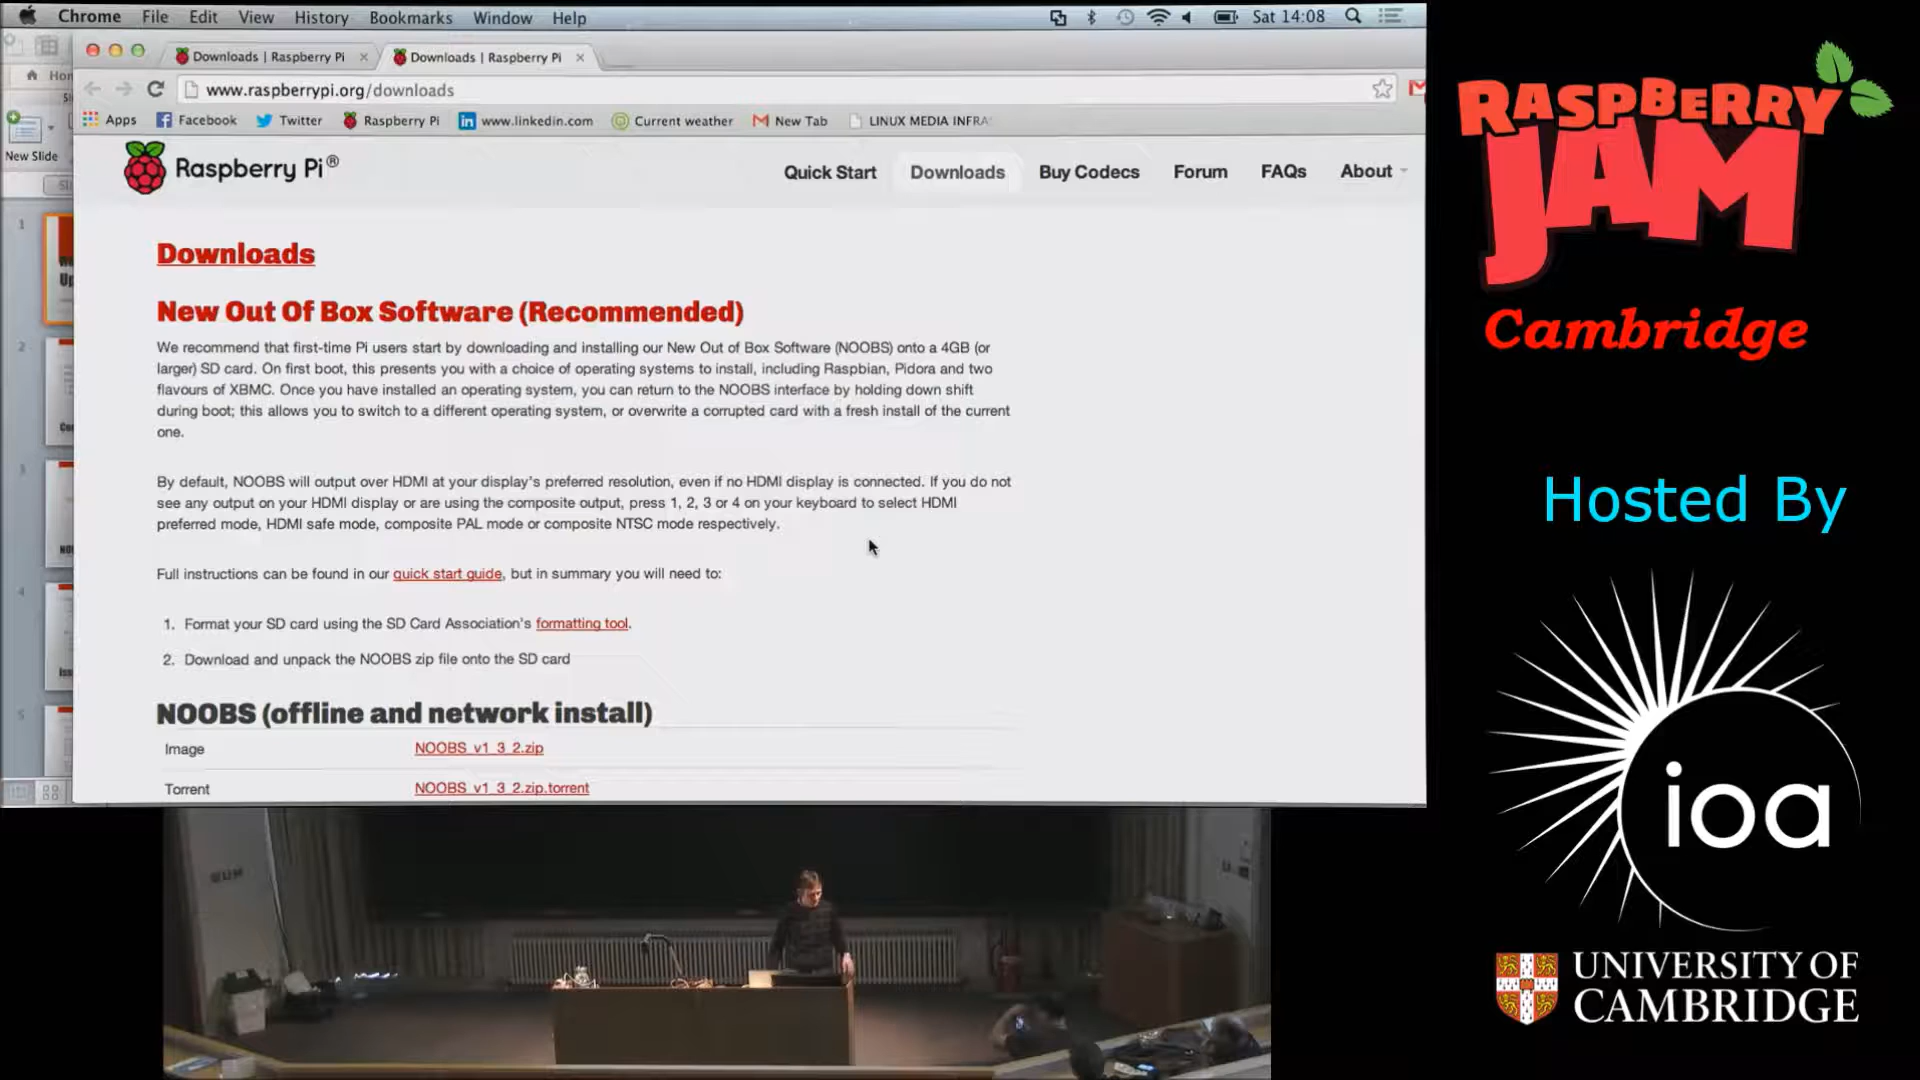 Chrome File Edit View History Bookmarks Window Help Sat 14:08
Downloads | Raspberry Pi Downloads | Raspberry Pi
www.raspberrypi.org/downloads
Apps Facebook Twitter Raspberry Pi www.linkedin.com Current weather New Tab LINUX MEDIA INFRA
New Slide
Raspberry Pi®
Quick Start Downloads Buy Codecs Forum FAQs About
1
2
3
4
5
Downloads
New Out Of Box Software (Recommended)
We recommend that first-time Pi users start by downloading and installing our New Out of Box Software (NOOBS) onto a 4GB (or
larger) SD card. On first boot, this presents you with a choice of operating systems to install, including Raspbian, Pidora and two
flavours of XBMC. Once you have installed an operating system, you can return to the NOOBS interface by holding down shift
during boot; this allows you to switch to a different operating system, or overwrite a corrupted card with a fresh install of the current
one.
By default, NOOBS will output over HDMI at your display's preferred resolution, even if no HDMI display is connected. If you do not
see any output on your HDMI display or are using the composite output, press 1, 2, 3 or 4 on your keyboard to select HDMI
preferred mode, HDMI safe mode, composite PAL mode or composite NTSC mode respectively.
Full instructions can be found in our quick start guide, but in summary you will need to:
1. Format your SD card using the SD Card Association's formatting tool.
2. Download and unpack the NOOBS zip file onto the SD card
NOOBS (offline and network install)
Image NOOBS_v1_3_2.zip
Torrent NOOBS_v1_3_2.zip.torrent
RASPBERRY
JAM
Cambridge
Hosted By
ioa
UNIVERSITY OF
CAMBRIDGE